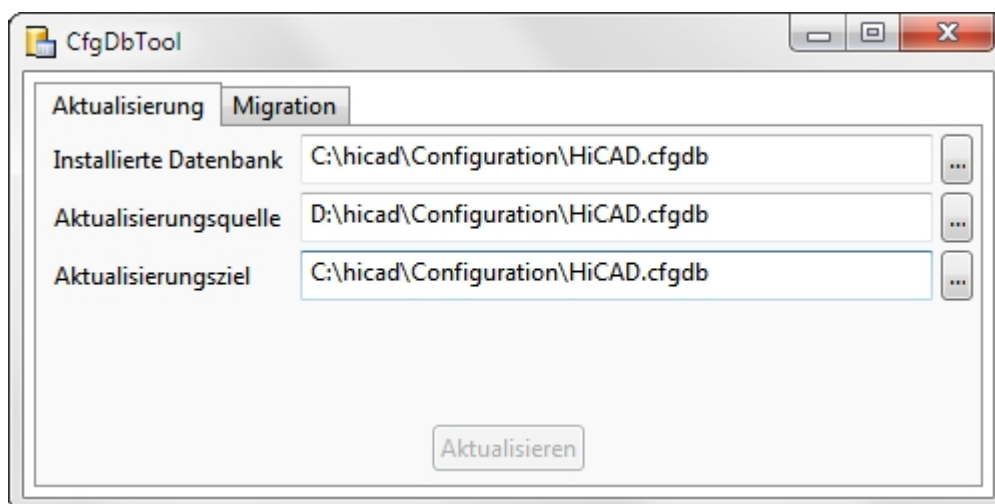 CfgDbTool
Aktualisierung Migration
Installierte Datenbank C:\hicad\Configuration\HiCAD.cfgdb ...
Aktualisierungsquelle D:\hicad\Configuration\HiCAD.cfgdb ...
Aktualisierungsziel C:\hicad\Configuration\HiCAD.cfgdb ...
Aktualisieren